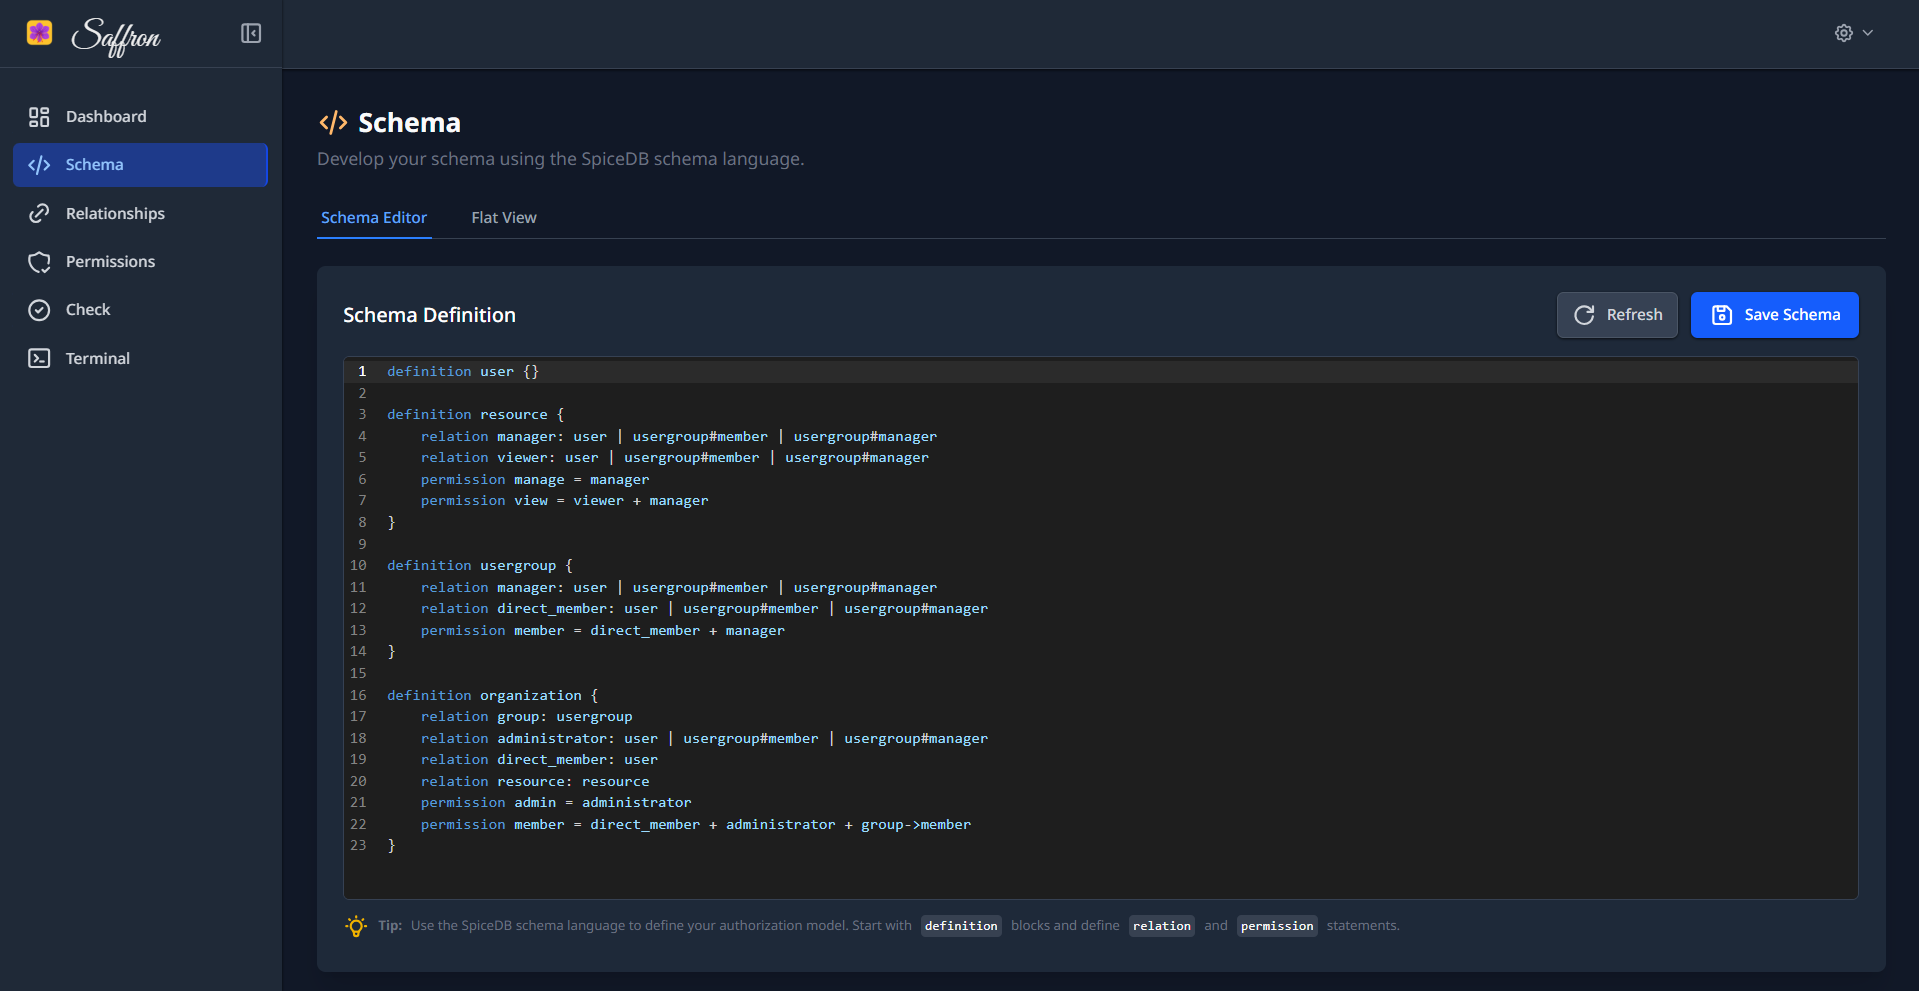 Saffron
Dashboard
Schema
Relationships
Permissions
Check
Terminal
Schema
Develop your schema using the SpiceDB schema language.
Schema Editor
Flat View
Schema Definition
Refresh
Save Schema
1 definition user {}
2
3 definition resource {
4     relation manager: user | usergroup#member | usergroup#manager
5     relation viewer: user | usergroup#member | usergroup#manager
6     permission manage = manager
7     permission view = viewer + manager
8 }
9
10 definition usergroup {
11     relation manager: user | usergroup#member | usergroup#manager
12     relation direct_member: user | usergroup#member | usergroup#manager
13     permission member = direct_member + manager
14 }
15
16 definition organization {
17     relation group: usergroup
18     relation administrator: user | usergroup#member | usergroup#manager
19     relation direct_member: user
20     relation resource: resource
21     permission admin = administrator
22     permission member = direct_member + administrator + group->member
23 }
Tip: Use the SpiceDB schema language to define your authorization model. Start with definition blocks and define relation and permission statements.